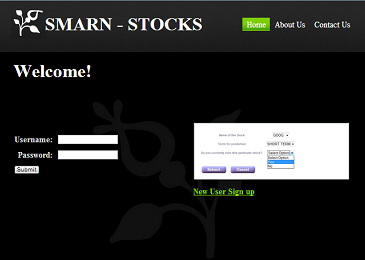 SMARN - STOCKS
Home
About Us
Contact Us
Welcome!
Username:
Password:
Submit
Name of the Stock
GOOG
Term for prediction
SHORT TERM
Do you currently own this particular stock?
Select Option
Select Option
Yes
No
Submit
Cancel
New User Sign up